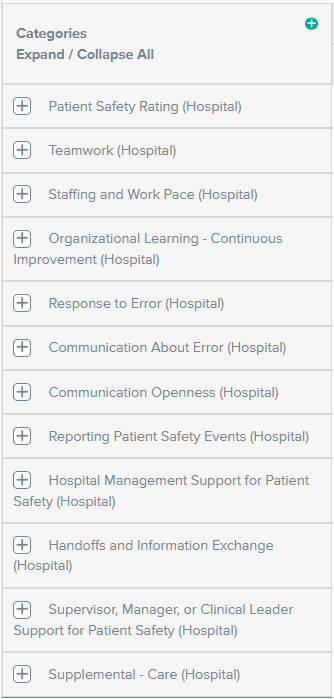 Categories
Expand / Collapse All
Patient Safety Rating (Hospital)
Teamwork (Hospital)
Staffing and Work Pace (Hospital)
Organizational Learning - Continuous
Improvement (Hospital)
Response to Error (Hospital)
Communication About Error (Hospital)
Communication Openness (Hospital)
Reporting Patient Safety Events (Hospital)
Hospital Management Support for Patient
Safety (Hospital)
Handoffs and Information Exchange
(Hospital)
Supervisor, Manager, or Clinical Leader
Support for Patient Safety (Hospital)
Supplemental - Care (Hospital)